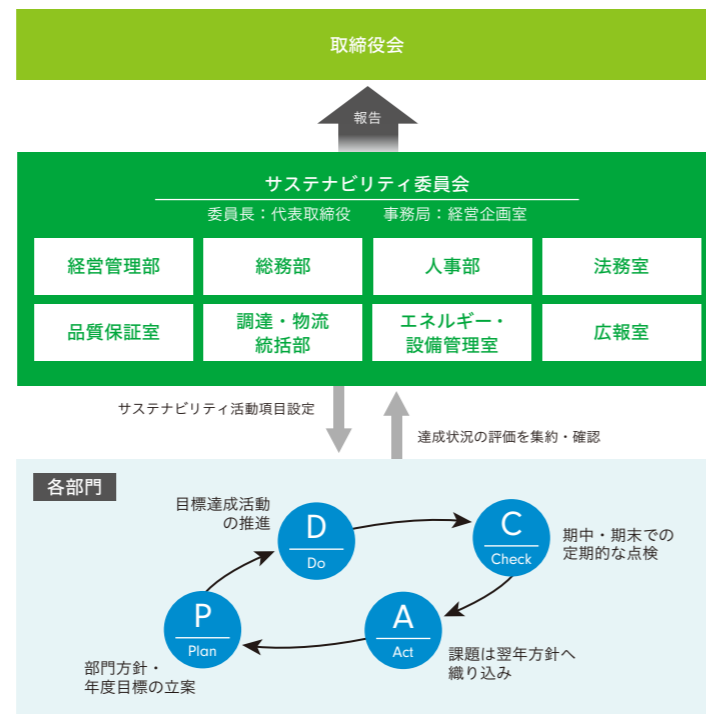 取締役会
報告
サステナビリティ委員会
委員長：代表取締役　　事務局：経営企画室
経営管理部
総務部
人事部
法務室
品質保証室
調達・物流
統括部
エネルギー・
設備管理室
広報室
サステナビリティ活動項目設定
達成状況の評価を集約・確認
各部門
目標達成活動
の推進
D
Do
C
Check
期中・期末での
定期的な点検
P
Plan
部門方針・
年度目標の立案
A
Act
課題は翌年方針へ
織り込み